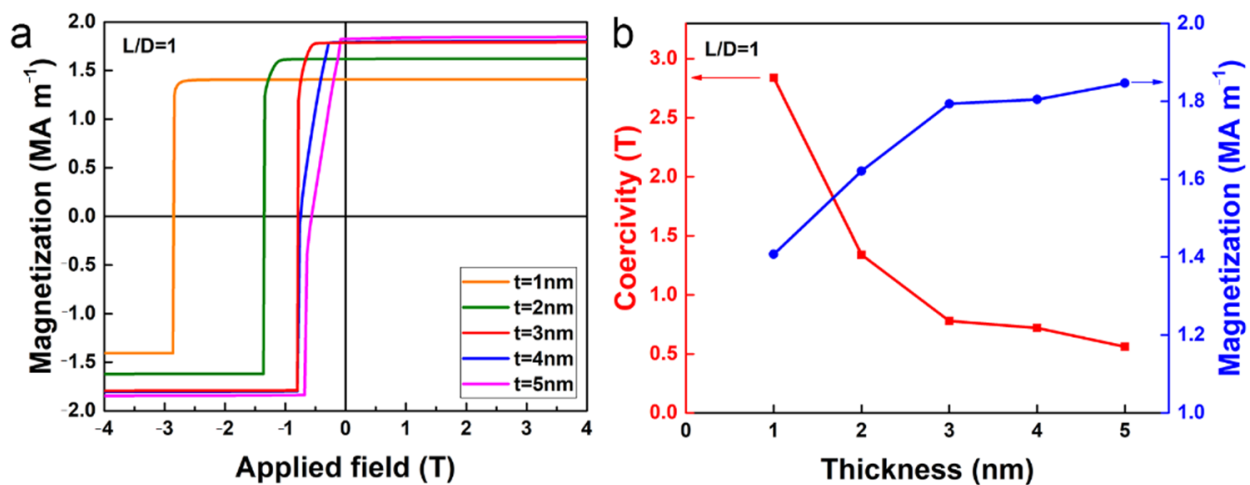 a
L/D=1
Magnetization (MA m⁻¹)
2.0
1.5
1.0
0.5
0.0
-0.5
-1.0
-1.5
-2.0
t=1nm
t=2nm
t=3nm
t=4nm
t=5nm
-4 -3 -2 -1 0 1 2 3 4
Applied field (T)
b
L/D=1
Coercivity (T)
3.0
2.5
2.0
1.5
1.0
0.5
0.0
0 1 2 3 4 5
Thickness (nm)
2.0
1.8
1.6
1.4
1.2
1.0
Magnetization (MA m⁻¹)